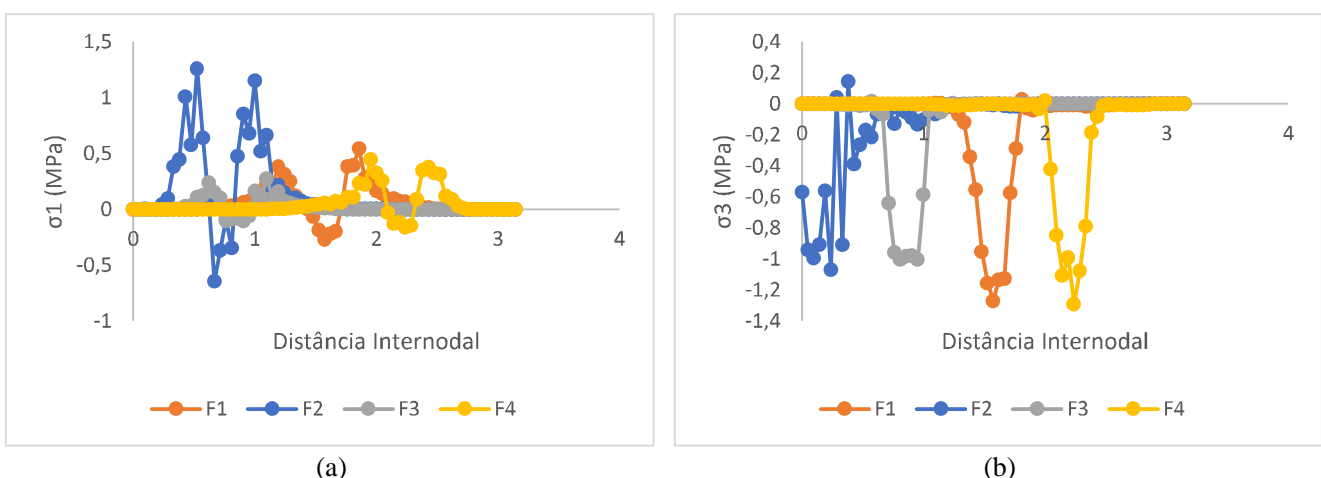 1,5
1
0,5
0
-0,5
-1
0 1 2 3 4
σ1 (MPa)
Distância Internodal
F1 F2 F3 F4
(a)
0,4
0,2
0
-0,2
-0,4
-0,6
-0,8
-1
-1,2
-1,4
0 1 2 3 4
σ3 (MPa)
Distância Internodal
F1 F2 F3 F4
(b)